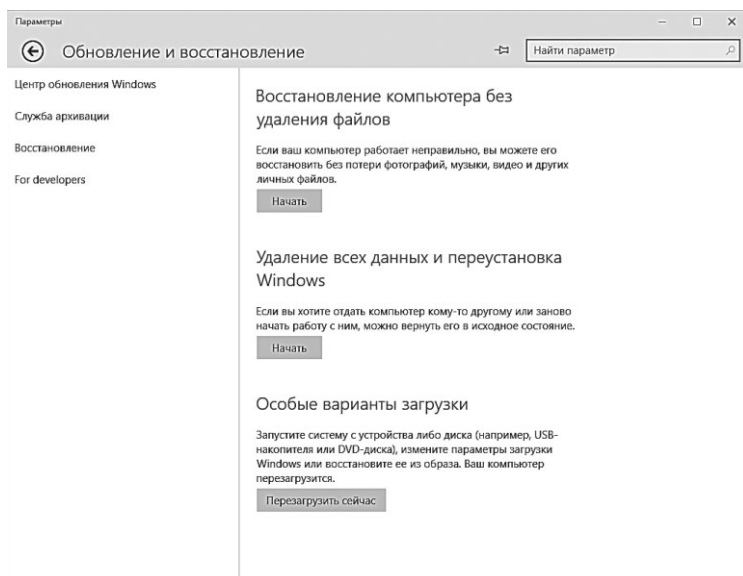 Параметры
Обновление и восстановление
Найти параметр
Центр обновления Windows
Служба архивации
Восстановление
For developers
Восстановление компьютера без
удаления файлов
Если ваш компьютер работает неправильно, вы можете его
восстановить без потери фотографий, музыки, видео и других
личных файлов.
Начать
Удаление всех данных и переустановка
Windows
Если вы хотите отдать компьютер кому-то другому или заново
начать работу с ним, можно вернуть его в исходное состояние.
Начать
Особые варианты загрузки
Запустите систему с устройства либо диска (например, USB-
накопителя или DVD-диска), измените параметры загрузки
Windows или восстановите ее из образа. Ваш компьютер
перезагрузится.
Перезагрузить сейчас